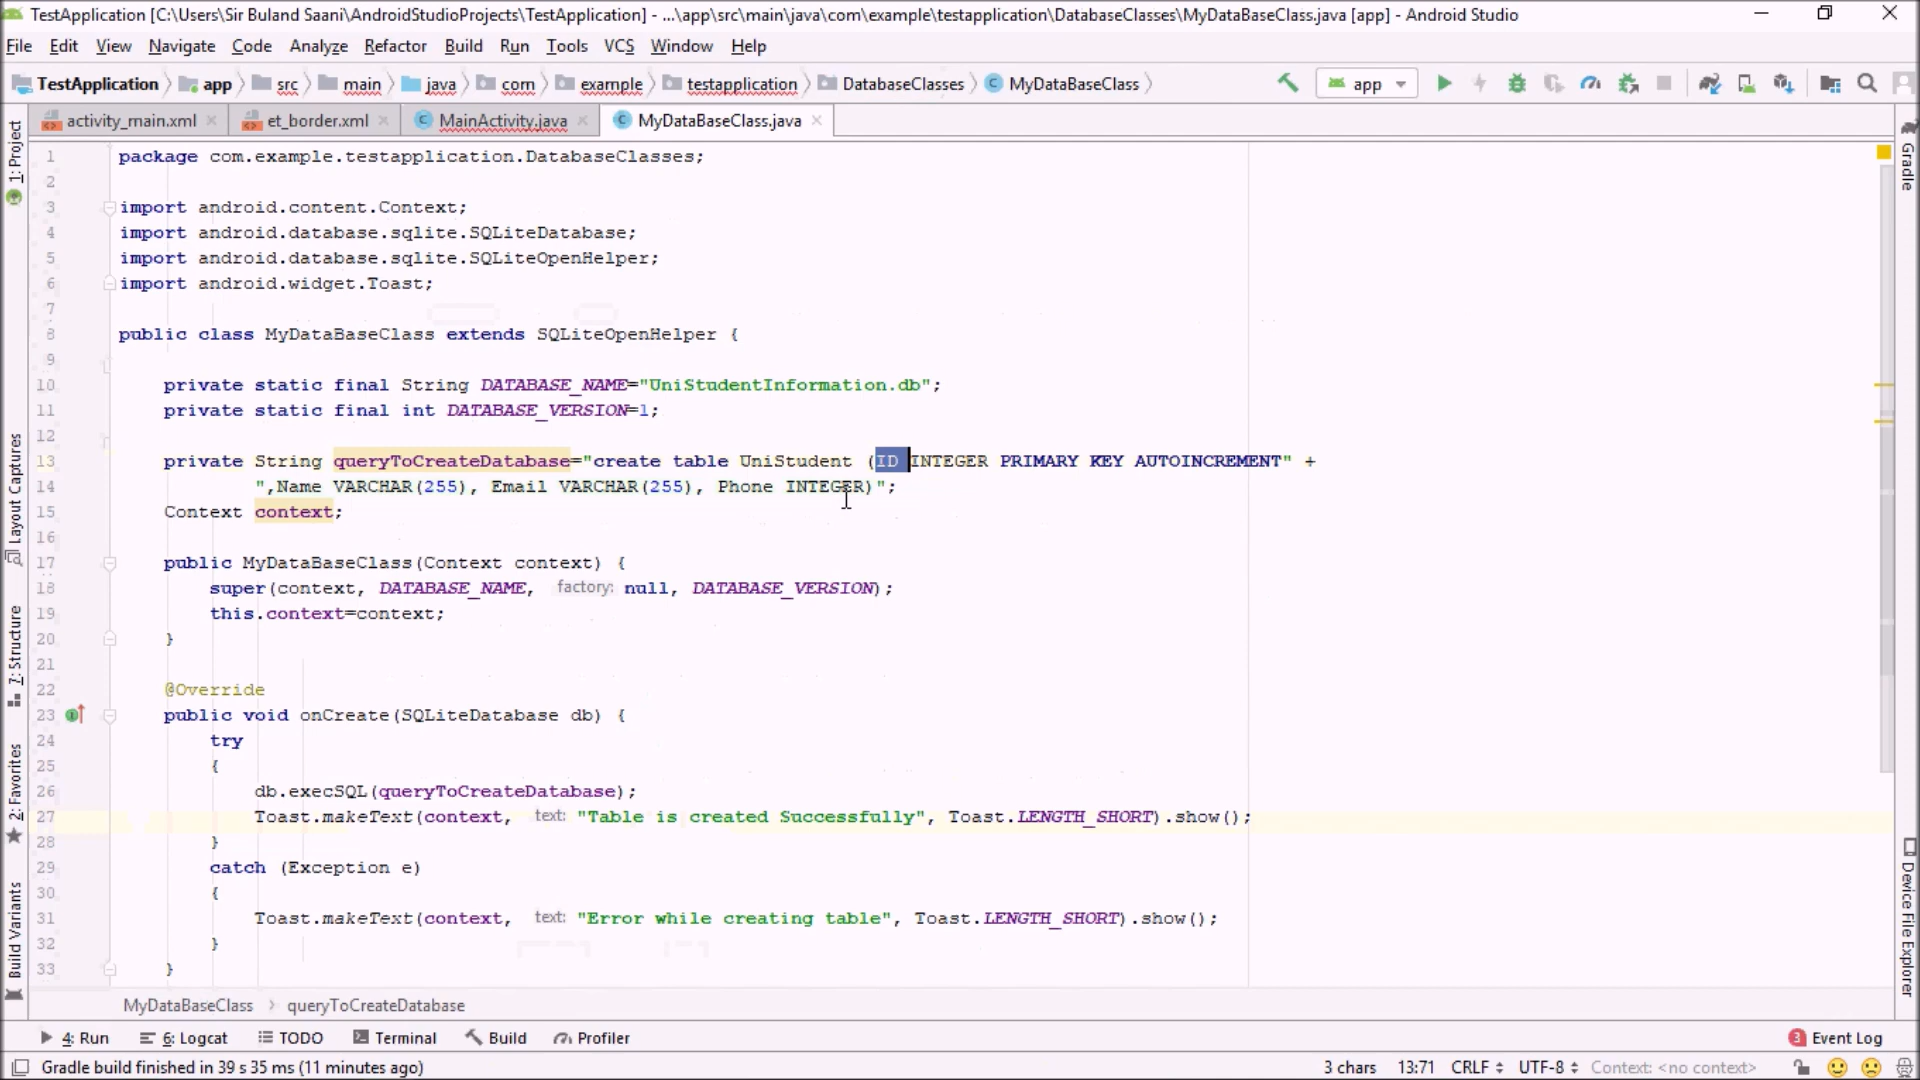 TestApplication [C:\Users\Sir Buland Saani\AndroidStudioProjects\TestApplication] - ...\app\src\main\java\com\example\testapplication\DatabaseClasses\MyDataBaseClass.java [app] - Android Studio
File Edit View Navigate Code Analyze Refactor Build Run Tools VCS Window Help
TestApplication app src main java com example testapplication DatabaseClasses MyDataBaseClass app
activity_main.xml et_border.xml MainActivity.java MyDataBaseClass.java
1: Project
Layout Captures
7: Structure
2: Favorites
Build Variants
1 package com.example.testapplication.DatabaseClasses;
2
3 import android.content.Context;
4 import android.database.sqlite.SQLiteDatabase;
5 import android.database.sqlite.SQLiteOpenHelper;
6 import android.widget.Toast;
7
8 public class MyDataBaseClass extends SQLiteOpenHelper {
9
10 private static final String DATABASE_NAME="UniStudentInformation.db";
11 private static final int DATABASE_VERSION=1;
12
13 private String queryToCreateDatabase="create table UniStudent (ID INTEGER PRIMARY KEY AUTOINCREMENT" +
14 ",Name VARCHAR(255), Email VARCHAR(255), Phone INTEGER)";
15 Context context;
16
17 public MyDataBaseClass(Context context) {
18 super(context, DATABASE_NAME, factory: null, DATABASE_VERSION);
19 this.context=context;
20 }
21
22 @Override
23 public void onCreate(SQLiteDatabase db) {
24 try
25 {
26 db.execSQL(queryToCreateDatabase);
27 Toast.makeText(context, text: "Table is created Successfully", Toast.LENGTH_SHORT).show();
28 }
29 catch (Exception e)
30 {
31 Toast.makeText(context, text: "Error while creating table", Toast.LENGTH_SHORT).show();
32 }
33 }
Gradle
Device File Explorer
MyDataBaseClass > queryToCreateDatabase
4: Run 6: Logcat TODO Terminal Build Profiler 3 Event Log
Gradle build finished in 39 s 35 ms (11 minutes ago) 3 chars 13:71 CRLF UTF-8 Context: <no context>